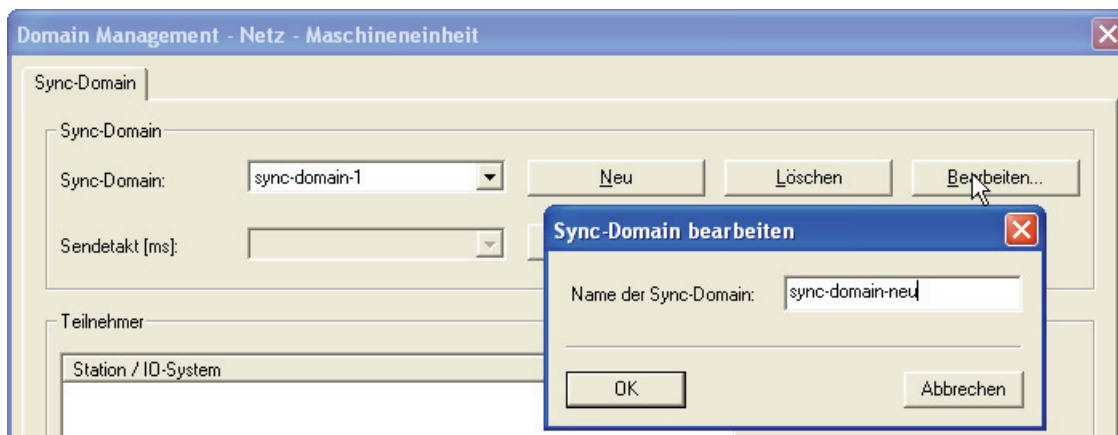 Domain Management - Netz - Maschineneinheit
Sync-Domain
Sync-Domain
Sync-Domain: sync-domain-1 Neu Löschen Bearbeiten...
Sync-Domain bearbeiten
Sendetakt [ms]:
Name der Sync-Domain: sync-domain-neu
Teilnehmer
Station / IO-System
OK Abbrechen